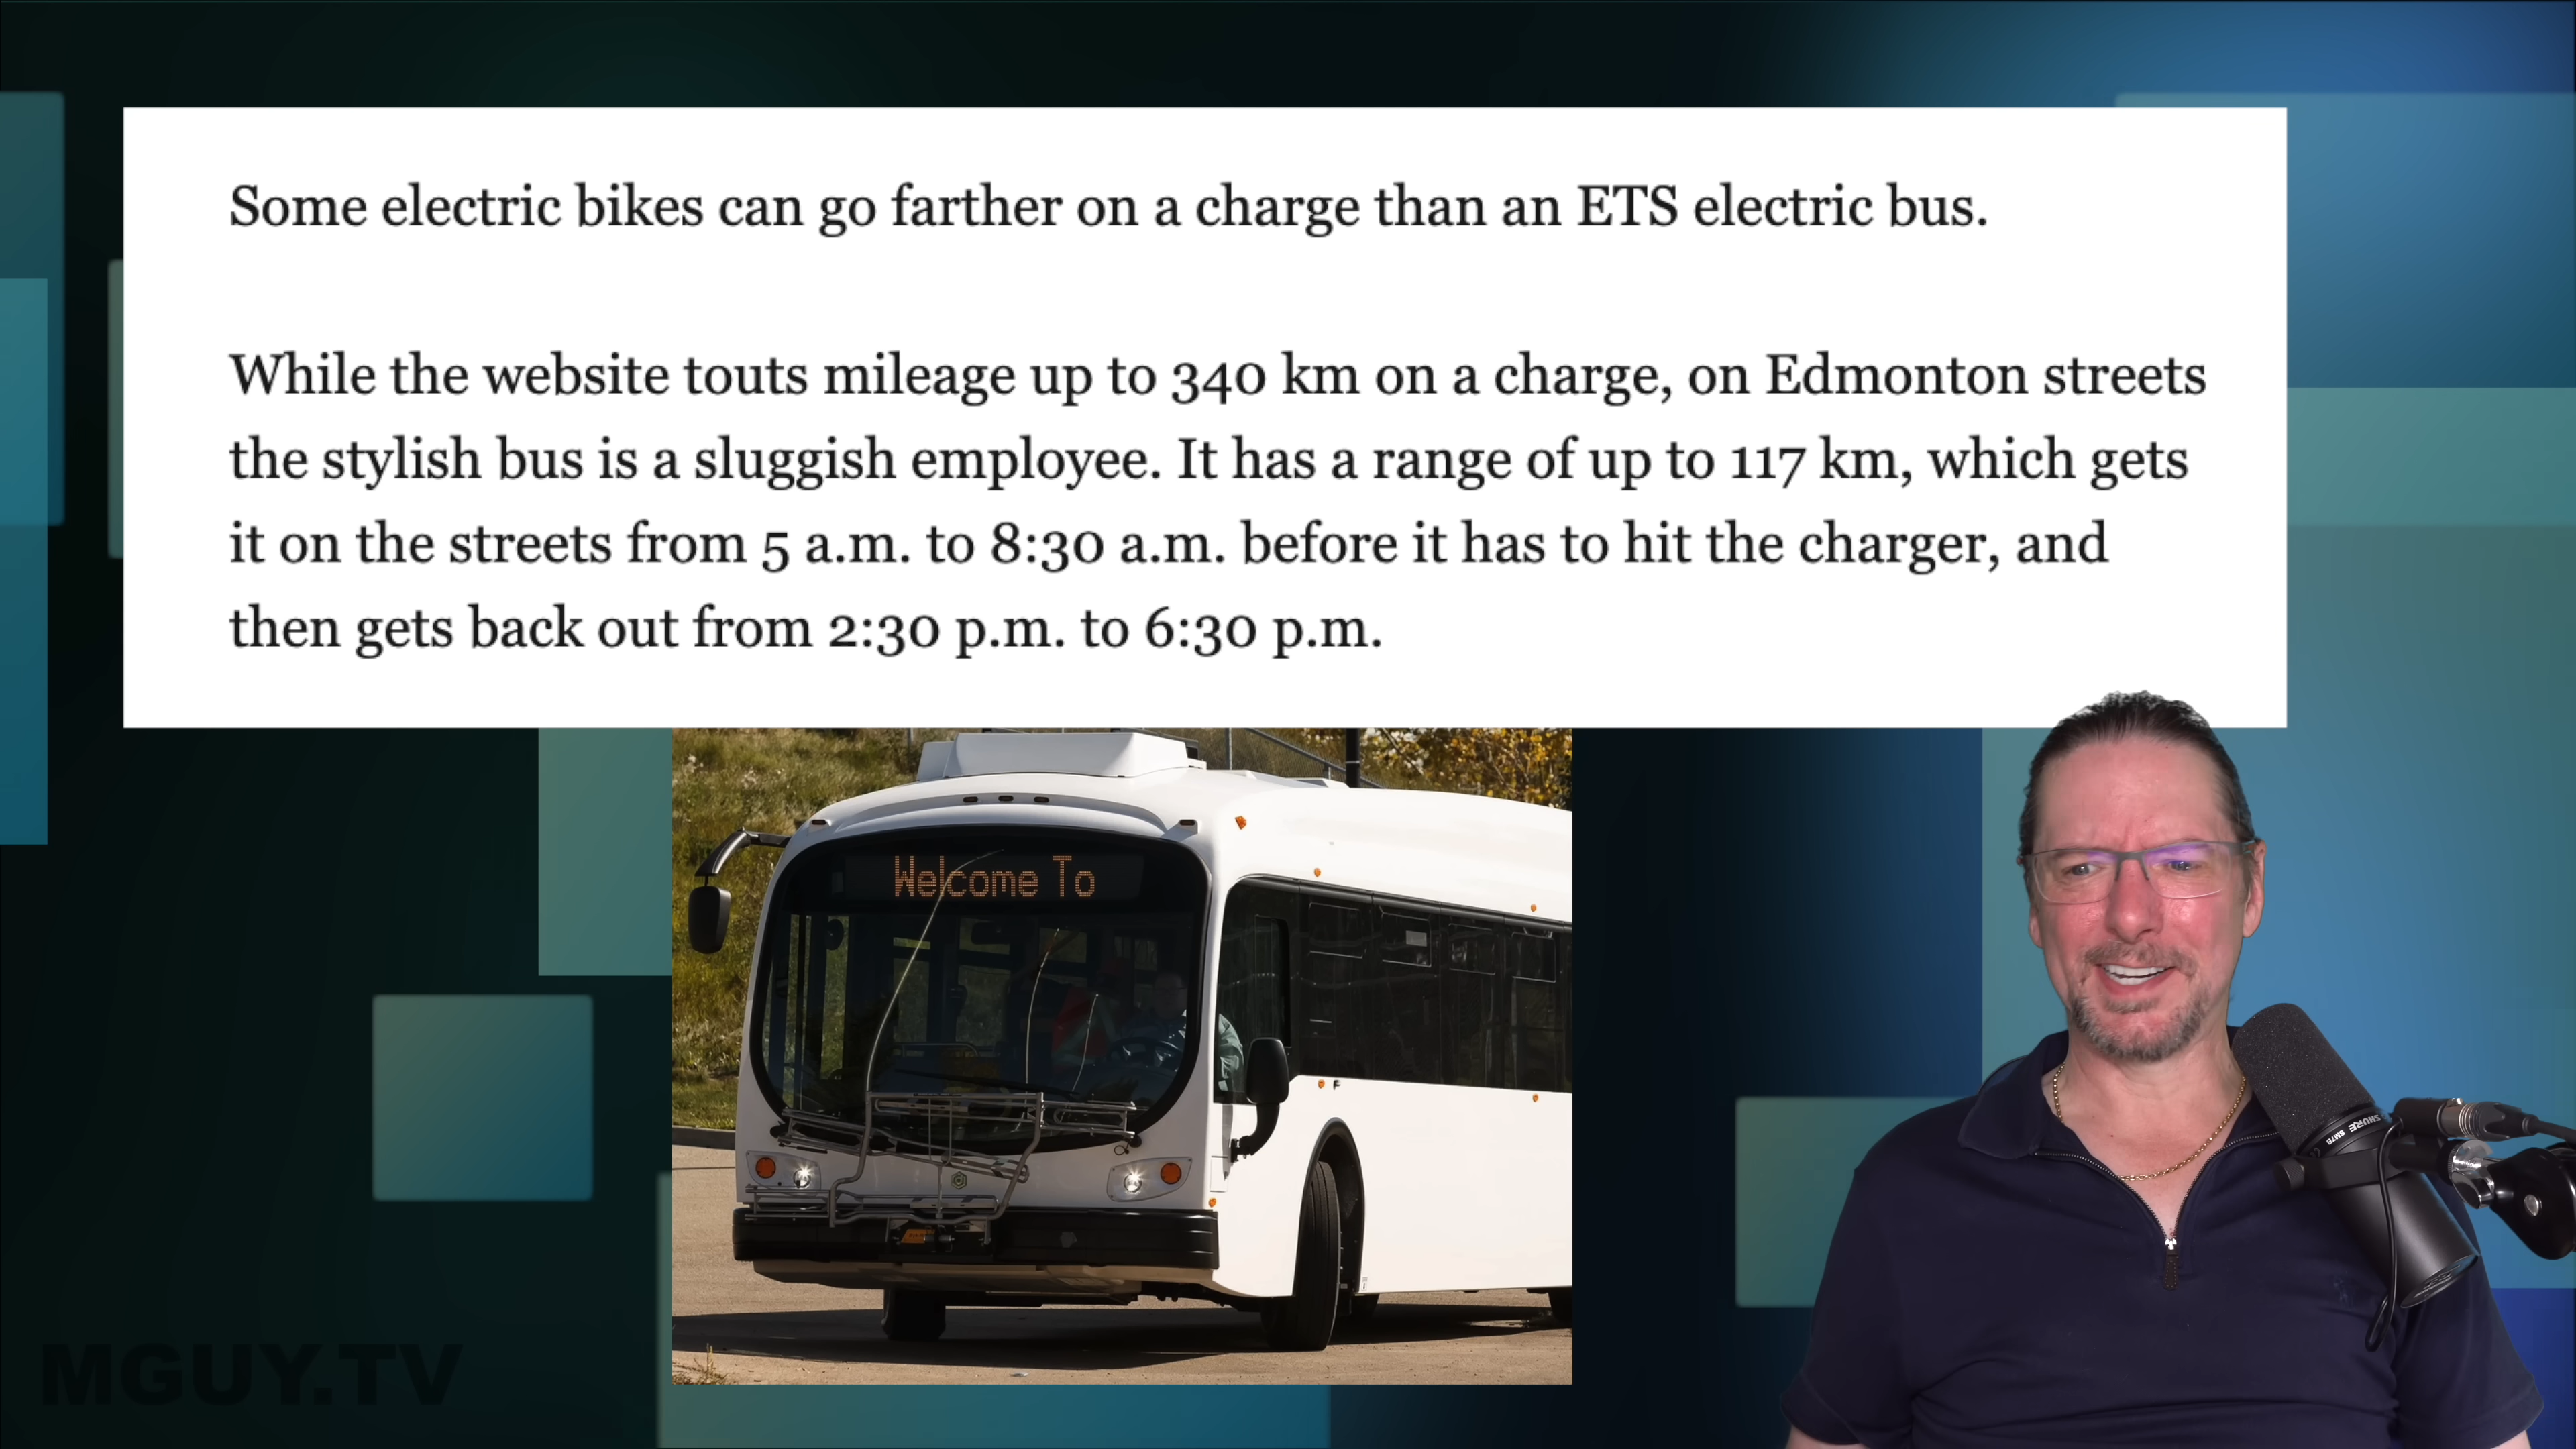 Some electric bikes can go farther on a charge than an ETS electric bus.
While the website touts mileage up to 340 km on a charge, on Edmonton streets
the stylish bus is a sluggish employee. It has a range of up to 117 km, which gets
it on the streets from 5 a.m. to 8:30 a.m. before it has to hit the charger, and
then gets back out from 2:30 p.m. to 6:30 p.m.
Welcome To
SHURE SM7B
MGUY.TV